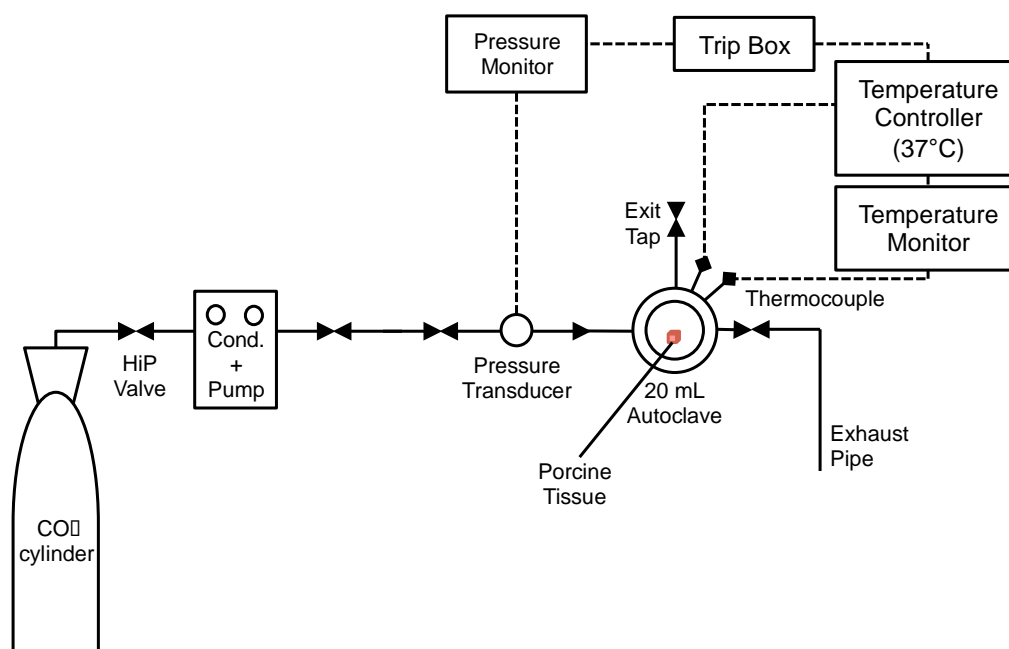 Pressure
Monitor
Trip Box
Temperature
Controller
(37°C)
Temperature
Monitor
Exit
Tap
Thermocouple
HiP
Valve
Cond.
+
Pump
Pressure
Transducer
20 mL
Autoclave
Exhaust
Pipe
Porcine
Tissue
CO▯
cylinder